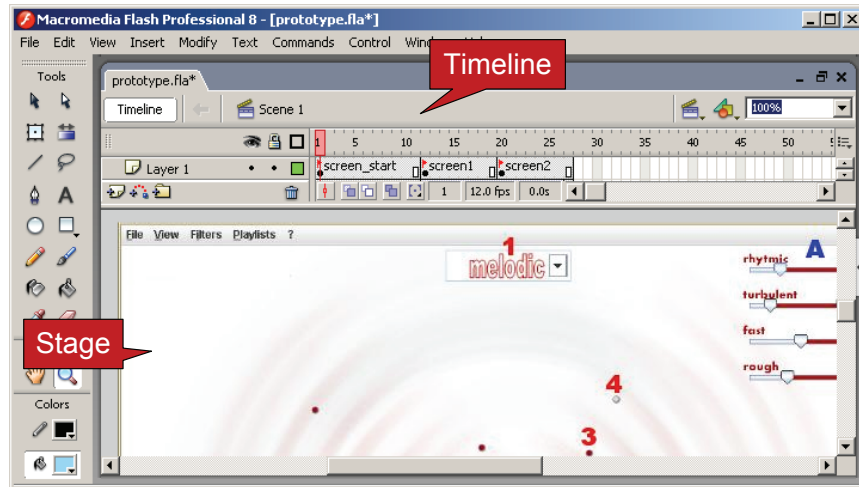 Macromedia Flash Professional 8 - [prototype.fla*]
File Edit View Insert Modify Text Commands Control
Timeline
Tools
prototype.fla*
Timeline
Scene 1
100%
1 5 10 15 20 25 30 35 40 45 50
Layer 1
screen_start screen1 screen2
1 12.0 fps 0.0s
File View Filters Playlists ?
1
melodic
A
rhytmic
turbulent
fast
rough
Stage
4
3
Colors
A